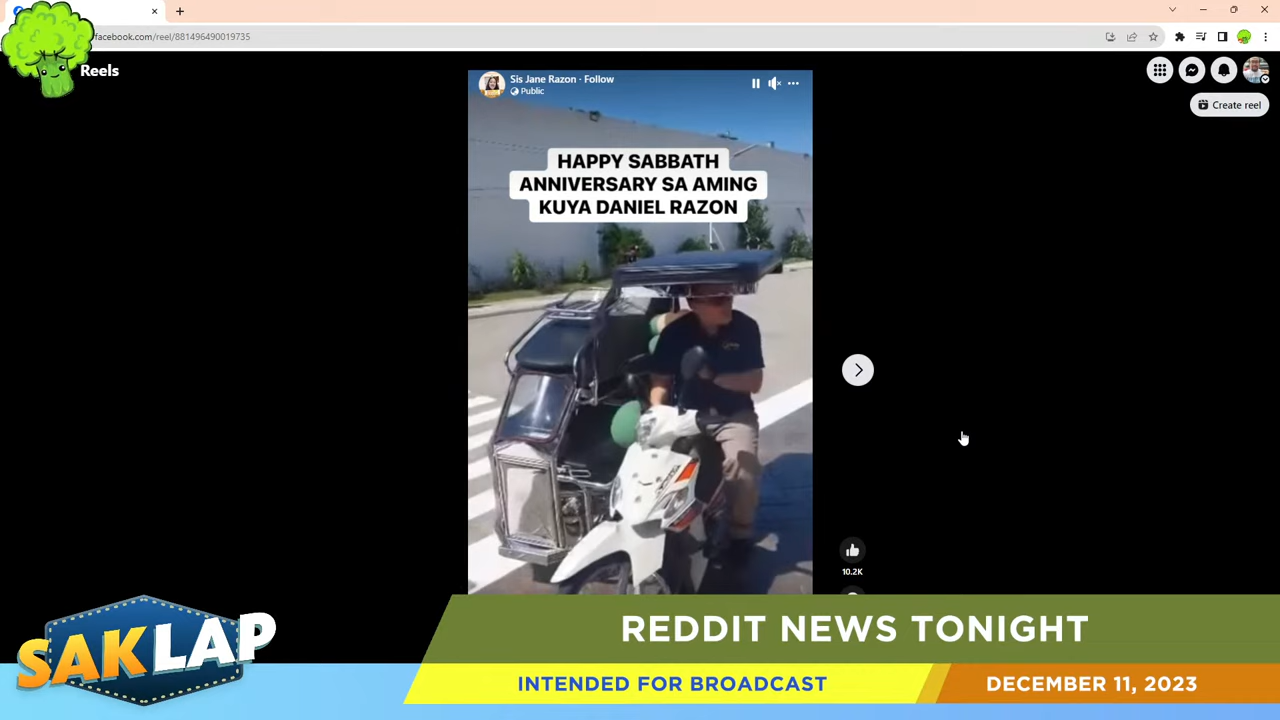 facebook.com/reel/881496490019735
Reels
Sis Jane Razon · Follow
Public
Create reel
HAPPY SABBATH
ANNIVERSARY SA AMING
KUYA DANIEL RAZON
10.2K
SAKLAP
REDDIT NEWS TONIGHT
INTENDED FOR BROADCAST
DECEMBER 11, 2023